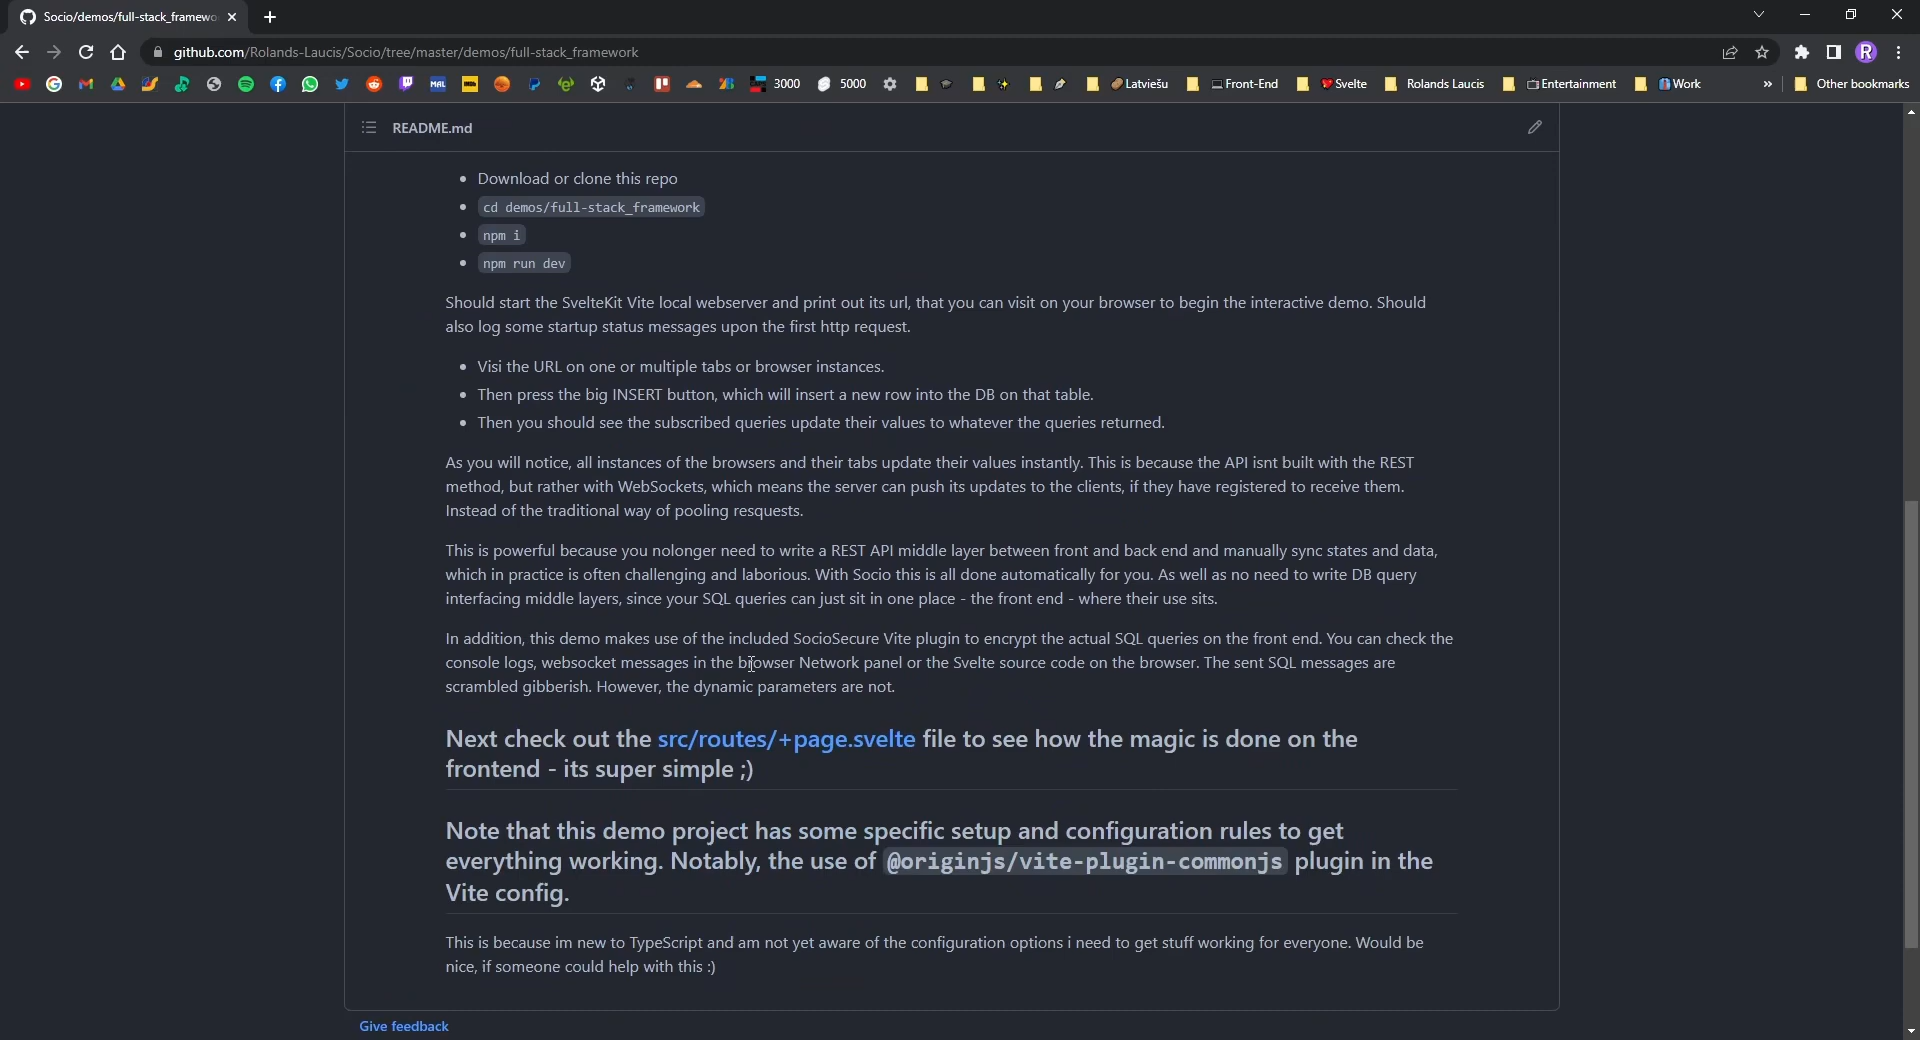 Socio/demos/full-stack_framewo
github.com/Rolands-Laucis/Socio/tree/master/demos/full-stack_framework
R
MAL
3000
5000
Latviešu
Front-End
Svelte
Rolands Laucis
Entertainment
Work
»
Other bookmarks
README.md
Download or clone this repo
cd demos/full-stack_framework
npm i
npm run dev
Should start the SvelteKit Vite local webserver and print out its url, that you can visit on your browser to begin the interactive demo. Should
also log some startup status messages upon the first http request.
Visi the URL on one or multiple tabs or browser instances.
Then press the big INSERT button, which will insert a new row into the DB on that table.
Then you should see the subscribed queries update their values to whatever the queries returned.
As you will notice, all instances of the browsers and their tabs update their values instantly. This is because the API isnt built with the REST
method, but rather with WebSockets, which means the server can push its updates to the clients, if they have registered to receive them.
Instead of the traditional way of pooling resquests.
This is powerful because you nolonger need to write a REST API middle layer between front and back end and manually sync states and data,
which in practice is often challenging and laborious. With Socio this is all done automatically for you. As well as no need to write DB query
interfacing middle layers, since your SQL queries can just sit in one place - the front end - where their use sits.
In addition, this demo makes use of the included SocioSecure Vite plugin to encrypt the actual SQL queries on the front end. You can check the
console logs, websocket messages in the browser Network panel or the Svelte source code on the browser. The sent SQL messages are
scrambled gibberish. However, the dynamic parameters are not.
Next check out the src/routes/+page.svelte file to see how the magic is done on the
frontend - its super simple ;)
Note that this demo project has some specific setup and configuration rules to get
everything working. Notably, the use of @originjs/vite-plugin-commonjs plugin in the
Vite config.
This is because im new to TypeScript and am not yet aware of the configuration options i need to get stuff working for everyone. Would be
nice, if someone could help with this :)
Give feedback